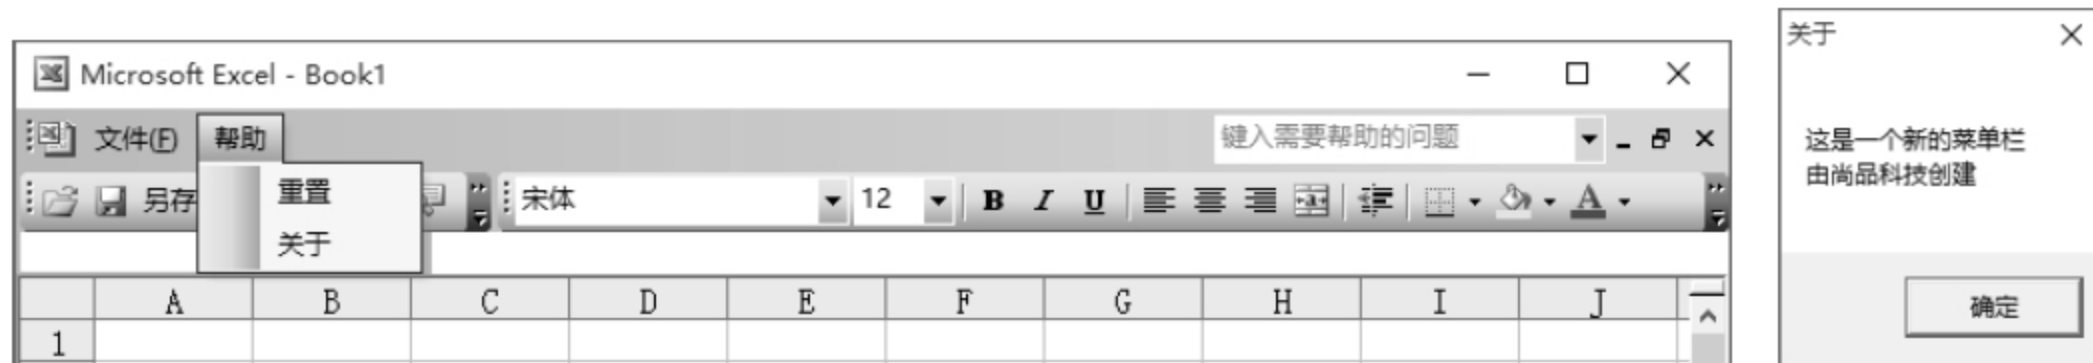 Microsoft Excel - Book1
文件(F) 帮助 键入需要帮助的问题
另存 重置 宋体 12 B I U A
关于
A B C D E F G H I J
1
关于
这是一个新的菜单栏
由尚品科技创建
确定